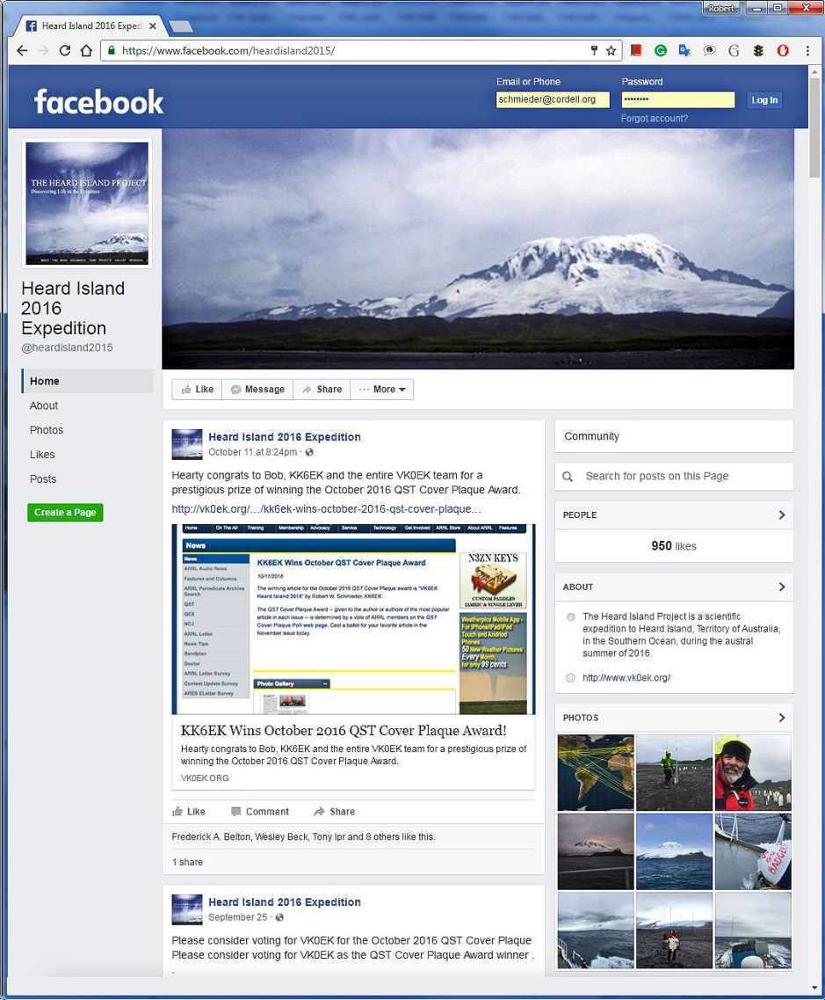 Robert
Heard Island 2016 Exped
https://www.facebook.com/heardisland2015/
facebook
Email or Phone
Password
schmieder@cordell.org
••••••••
Log In
Forgot account?
THE HEARD ISLAND PROJECT
Discovering Life in the Extremes
Heard Island
2016
Expedition
@heardisland2015
Home
About
Photos
Likes
Posts
Create a Page
Like
Message
Share
More
Heard Island 2016 Expedition
October 11 at 8:24pm ·
Hearty congrats to Bob, KK6EK and the entire VK0EK team for a
prestigious prize of winning the October 2016 QST Cover Plaque Award.
http://vk0ek.org/…/kk6ek-wins-october-2016-qst-cover-plaque…
Home On The Air Training Membership Advocacy Service Technology Get Involved ARRL Store About ARRL Features
News
News
ARRL Audio News
Features and Columns
ARRL Periodicals Archive
Search
QST
QEX
NCJ
ARRL Letter
News Tips
Bandplan
Doctor
ARRL Letter Survey
Contest Update Survey
ARES ELetter Survey
KK6EK Wins October QST Cover Plaque Award
10/11/2016
The winning article for the October 2016 QST Cover Plaque award is "VK0EK
Heard Island 2016" by Robert W. Schmieder, KK6EK.
The QST Cover Plaque Award -- given to the author or authors of the most popular
article in each issue -- is determined by a vote of ARRL members on the QST
Cover Plaque Poll web page. Cast a ballot for your favorite article in the
November issue today.
Photo Gallery
N3ZN KEYS
CUSTOM PADDLES
IAMBIC & SINGLE LEVER
Weatherpics Mobile App -
For iPhone/iPad/iPod
Touch and Andriod
Phones.
50 New Weather Pictures
Every Month,
for only 99 cents
KK6EK Wins October 2016 QST Cover Plaque Award!
Hearty congrats to Bob, KK6EK and the entire VK0EK team for a prestigious prize of
winning the October 2016 QST Cover Plaque Award.
VK0EK.ORG
Like
Comment
Share
Frederick A. Belton, Wesley Beck, Tony Ipr and 8 others like this.
1 share
Heard Island 2016 Expedition
September 25 ·
Please consider voting for VK0EK for the October 2016 QST Cover Plaque
Please consider voting for VK0EK as the QST Cover Plaque Award winner .
.
Community
Search for posts on this Page
PEOPLE
950 likes
ABOUT
The Heard Island Project is a scientific
expedition to Heard Island, Territory of Australia,
in the Southern Ocean, during the austral
summer of 2016.
http://www.vk0ek.org/
PHOTOS
BADGER